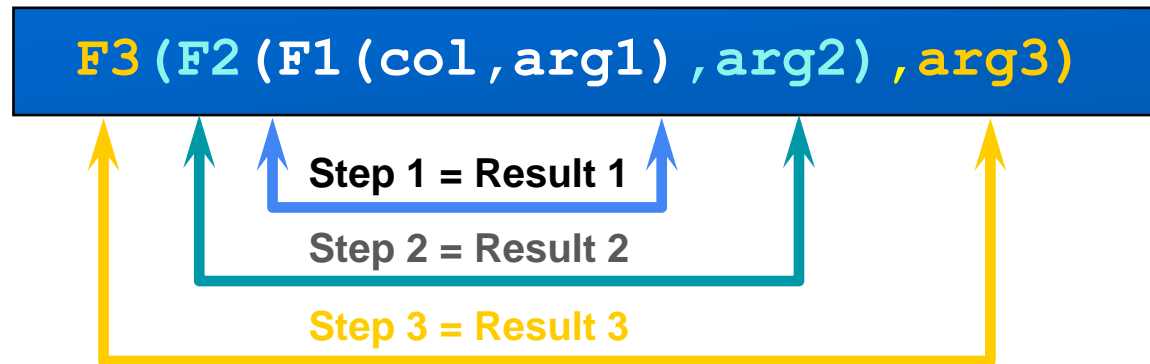 F3(F2(F1(col,arg1),arg2),arg3)
Step 1 = Result 1
Step 2 = Result 2
Step 3 = Result 3